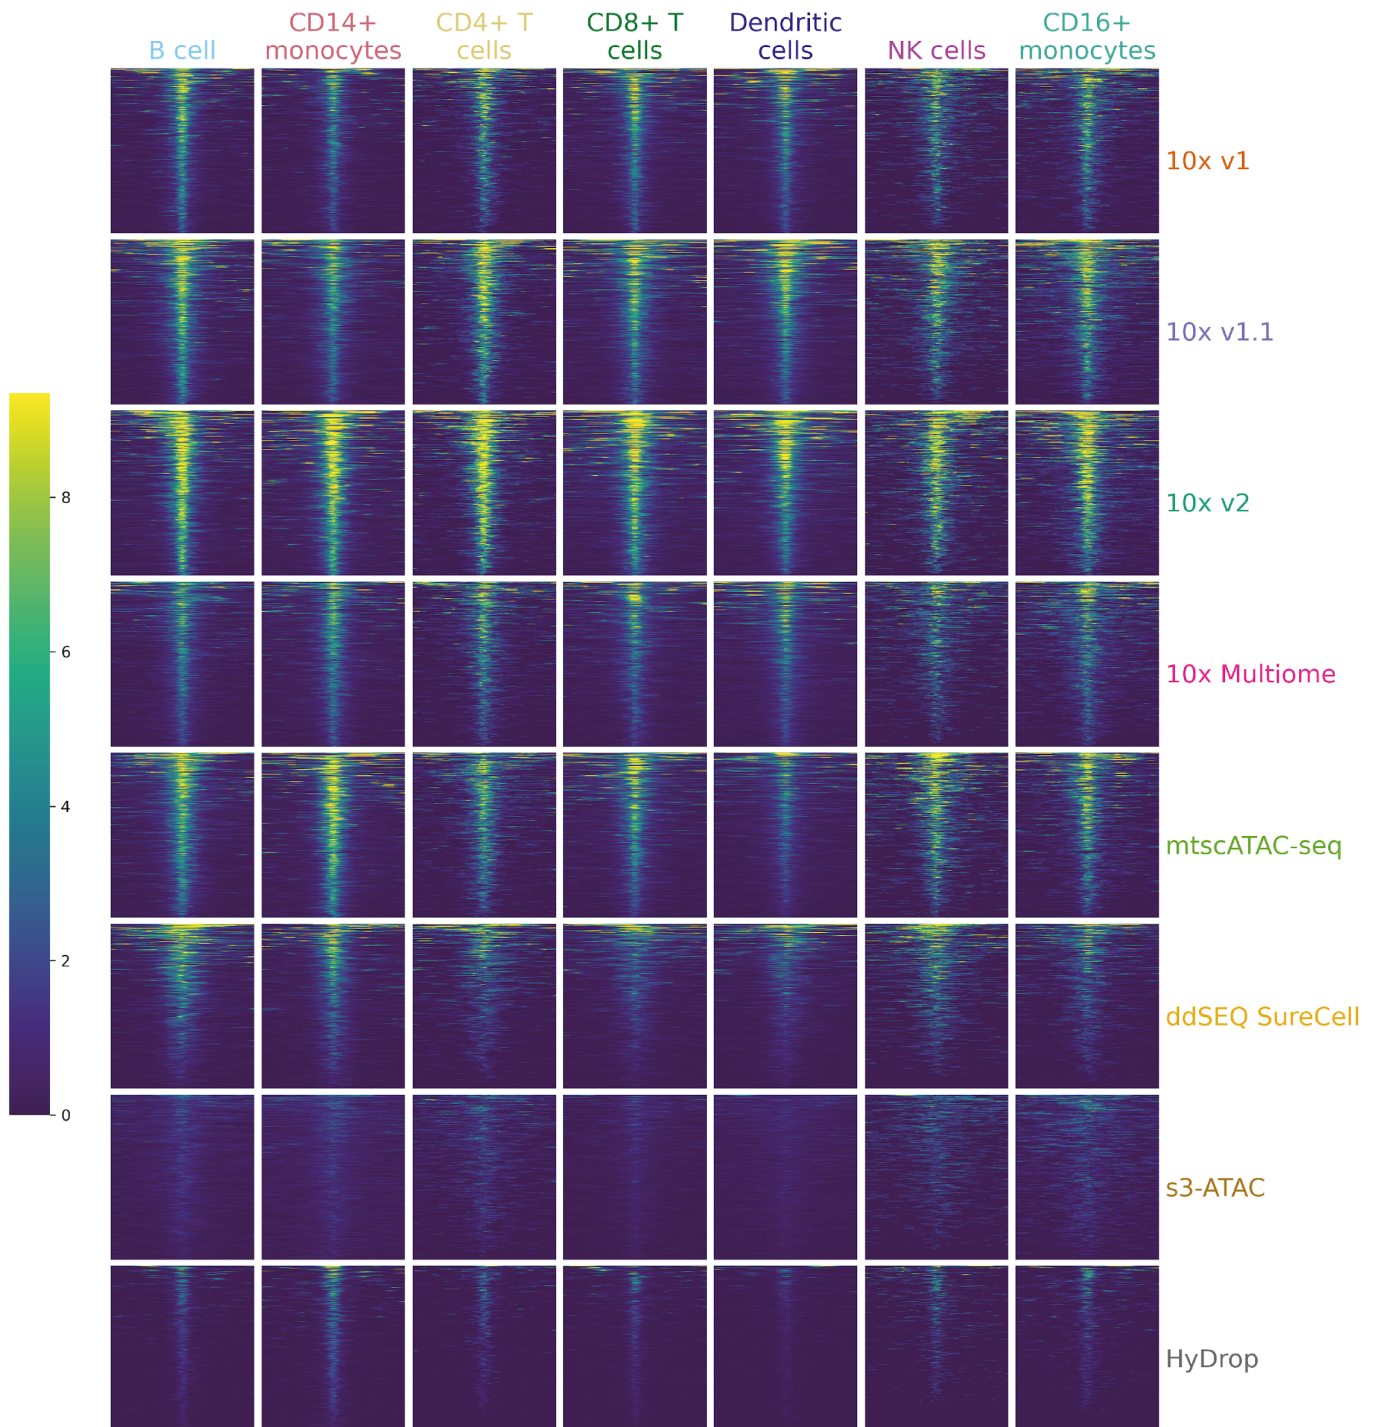 B cell
CD14+
monocytes
CD4+ T
cells
CD8+ T
cells
Dendritic
cells
NK cells
CD16+
monocytes
10x v1
10x v1.1
10x v2
10x Multiome
mtscATAC-seq
ddSEQ SureCell
s3-ATAC
HyDrop
8
6
4
2
0